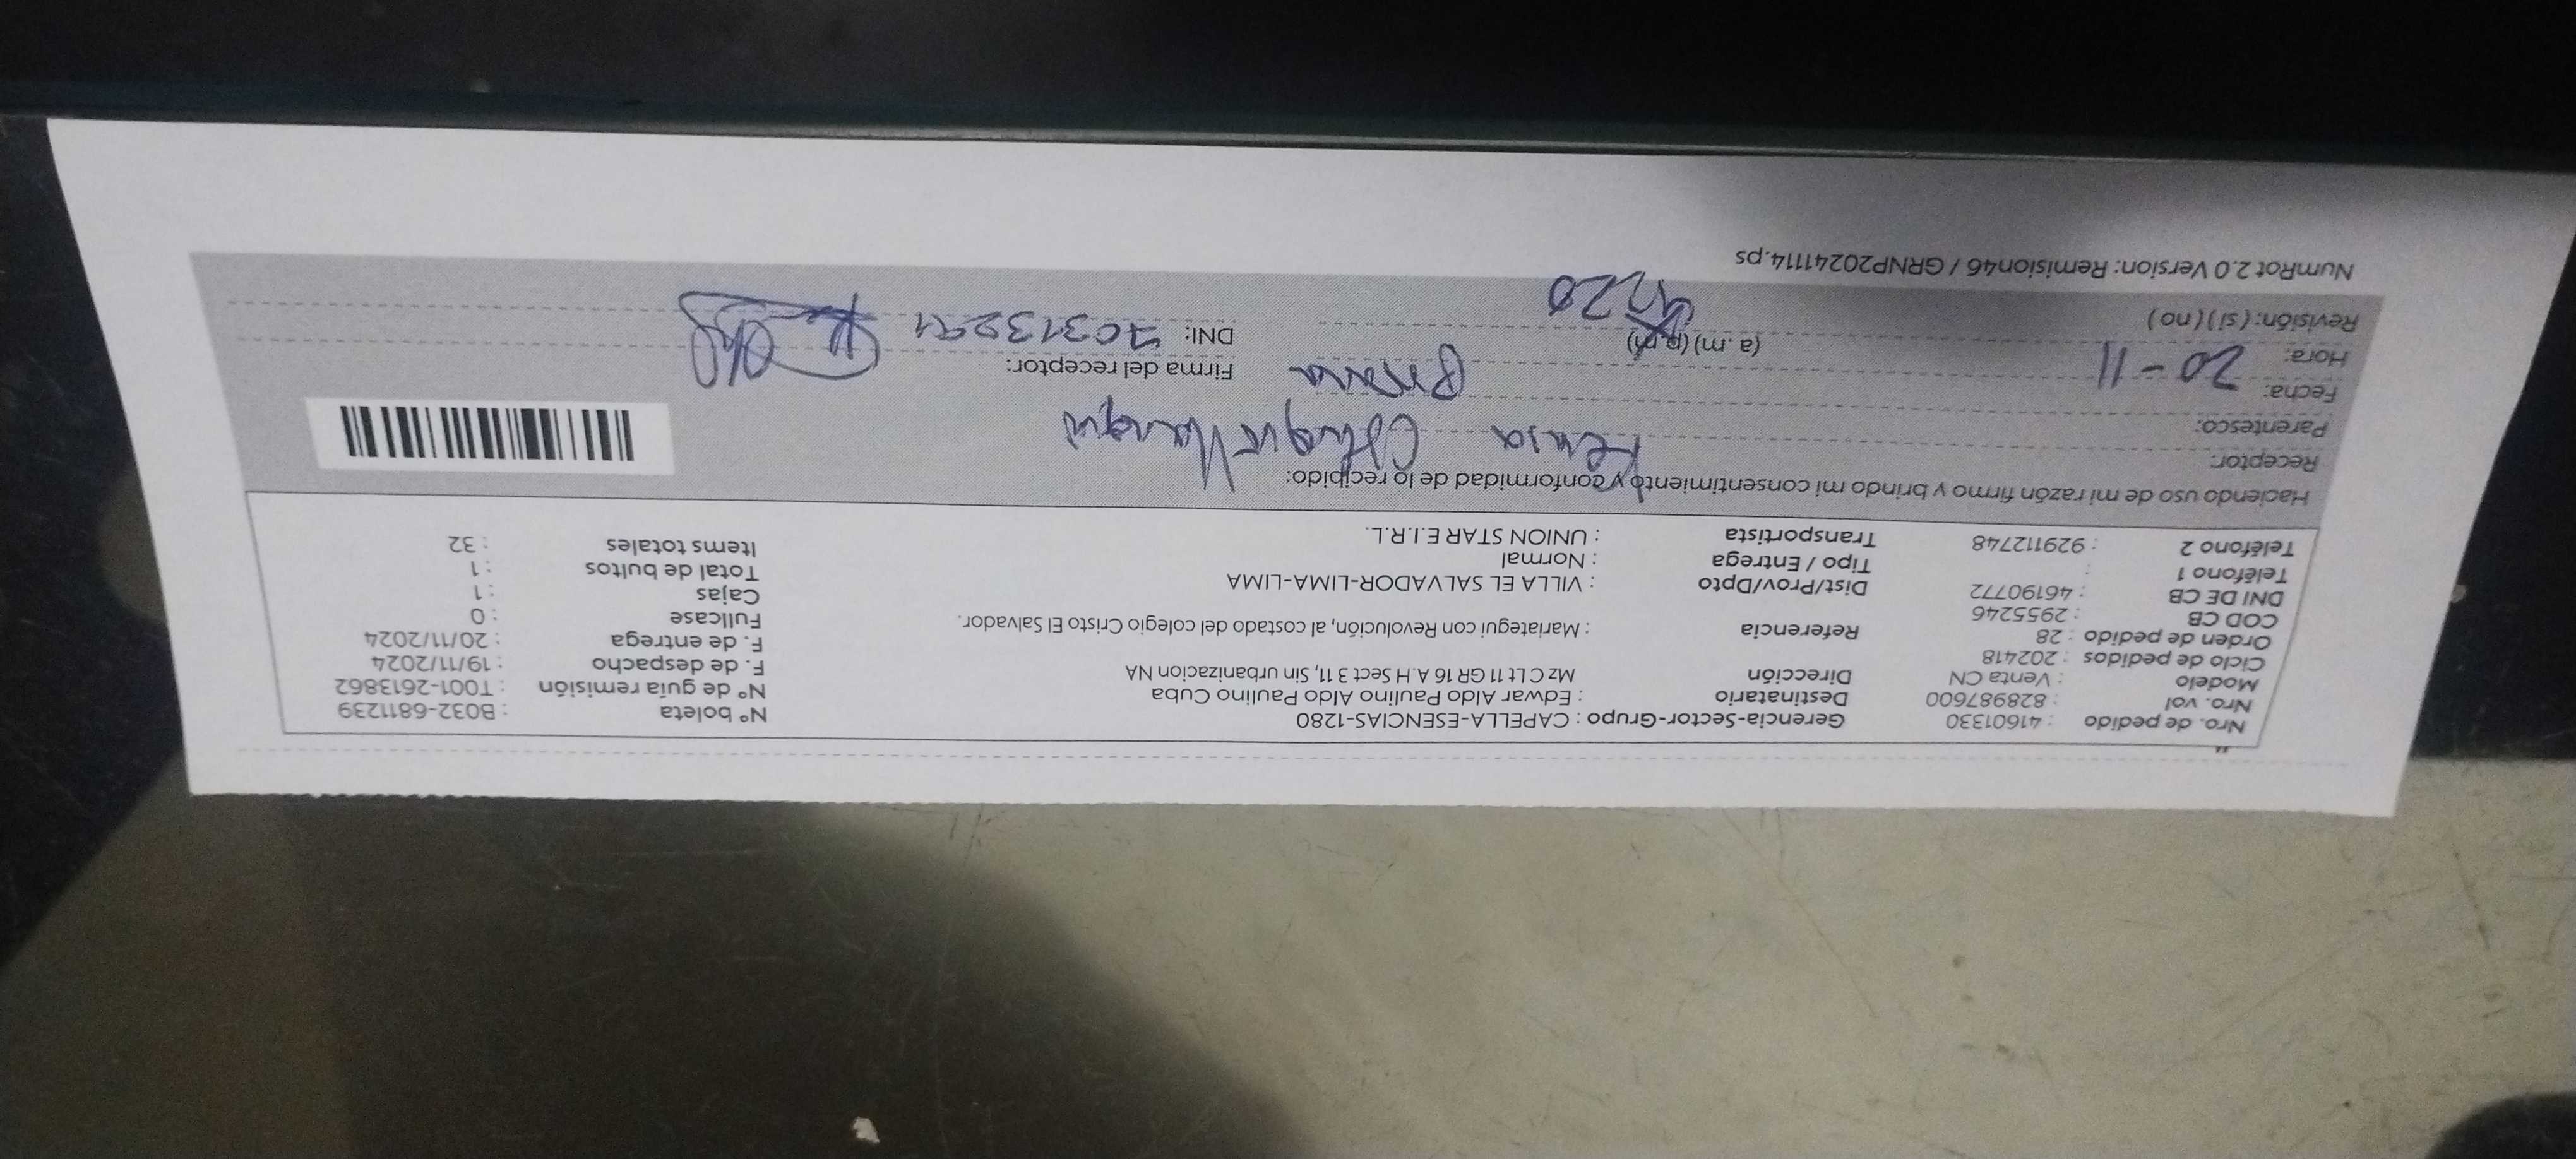 Nro. de pedido : 41601330 Gerencia-Sector-Grupo : CAPELLA-ESENCIAS-1280 N° boleta : B032-6811239
Nro. vol : 828987600 Destinatario : Edwar Aldo Paulino Aldo Paulino Cuba N° de guía remisión : T001-2613862
Modelo : Venta CN Dirección Mz C Lt 11 GR 16 A.H Sect 3 11, Sin urbanizacion NA F. de despacho : 19/11/2024
Ciclo de pedidos : 202418 F. de entrega : 20/11/2024
Orden de pedido : 28 Referencia : Mariategui con Revolución, al costado del colegio Cristo El Salvador. Fullcase : 0
COD CB : 2955246 Cajas : 1
DNI DE CB : 46190772 Dist/Prov/Dpto : VILLA EL SALVADOR-LIMA-LIMA Total de bultos : 1
Teléfono 1 : Tipo / Entrega : Normal Items totales : 32
Teléfono 2 : 929112748 Transportista : UNION STAR E.I.R.L.
Haciendo uso de mi razón firmo y brindo mi consentimiento y conformidad de lo recibido:
Receptor:
Parentesco:
Fecha: 20-11 Firma del receptor:
Hora: (a.m) (p.m) DNI:
Revisión: (si) (no)
NumRot 2.0 Version: Remision46 / GRNP20241114.ps